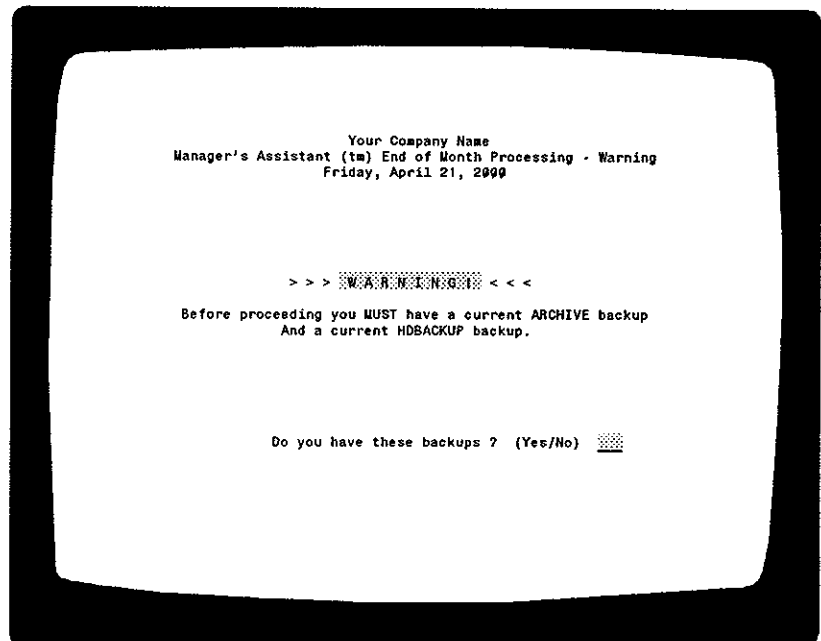 Your Company Name
Manager's Assistant (tm) End of Month Processing - Warning
Friday, April 21, 2000
> > > W A R N I N G ! < < <
Before proceeding you MUST have a current ARCHIVE backup
And a current HDBACKUP backup.
Do you have these backups ? (Yes/No)